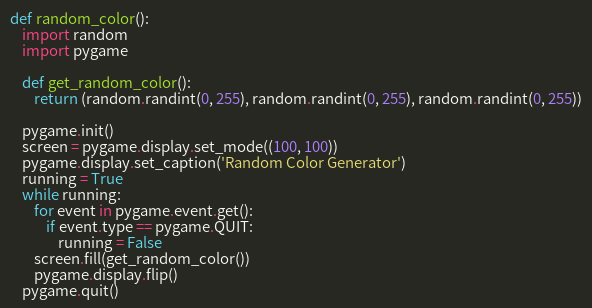 def random_color():
    import random
    import pygame

    def get_random_color():
        return (random.randint(0, 255), random.randint(0, 255), random.randint(0, 255))

    pygame.init()
    screen = pygame.display.set_mode((100, 100))
    pygame.display.set_caption('Random Color Generator')
    running = True
    while running:
        for event in pygame.event.get():
            if event.type == pygame.QUIT:
                running = False
        screen.fill(get_random_color())
        pygame.display.flip()
    pygame.quit()